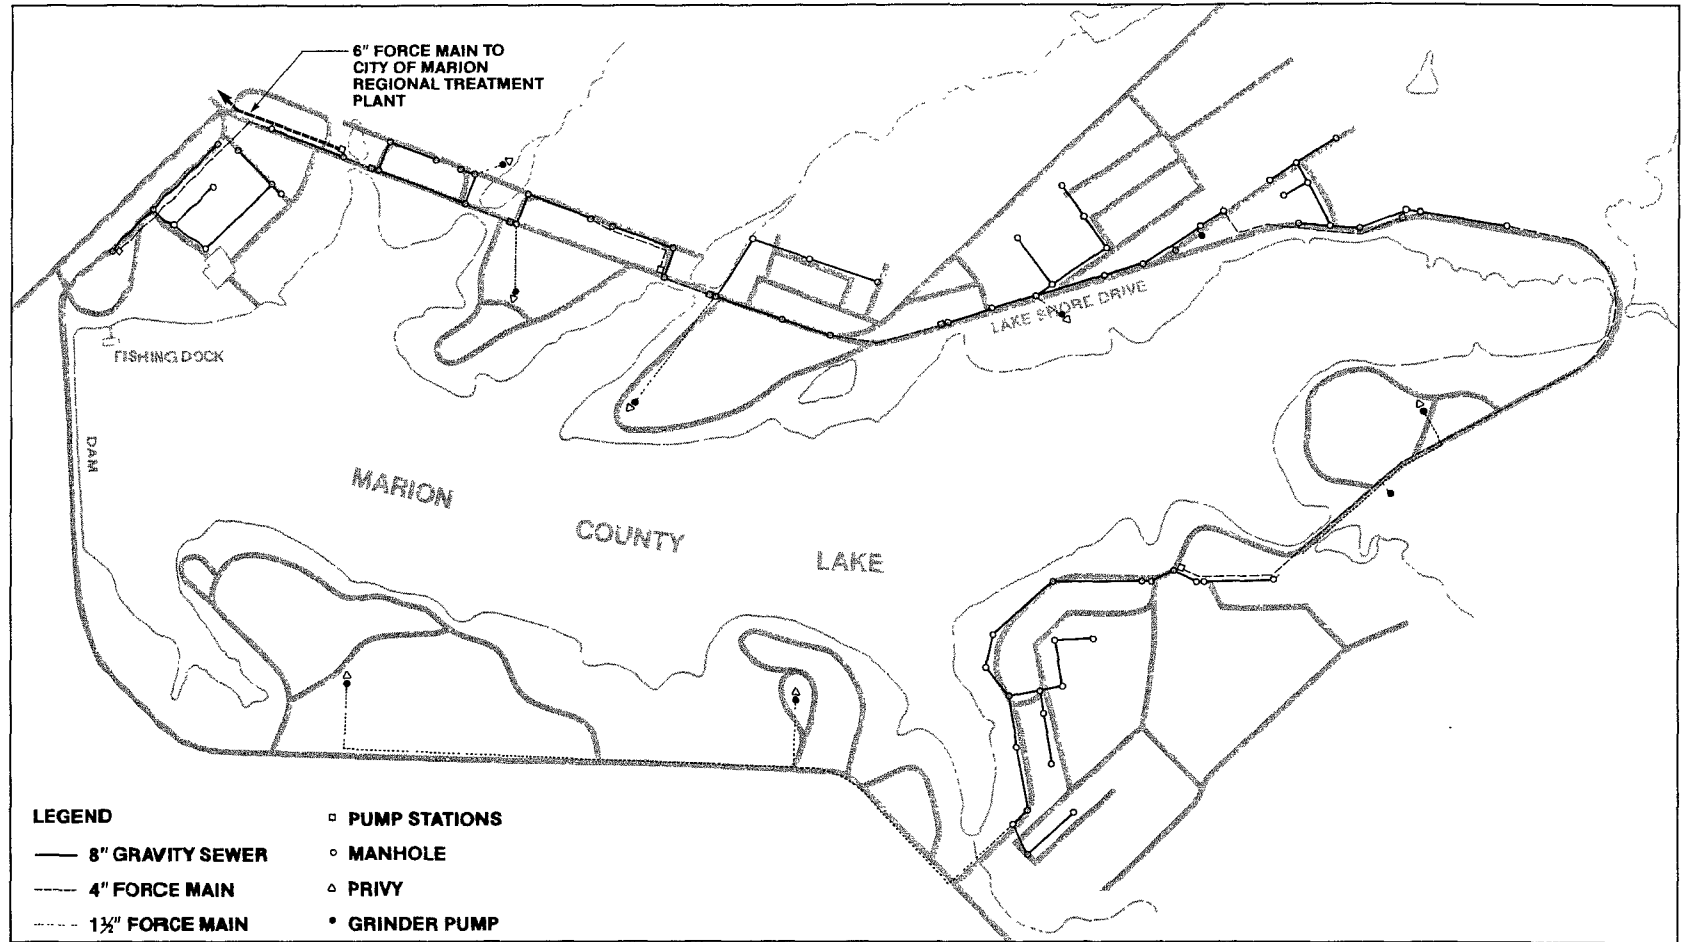 6" FORCE MAIN TO
CITY OF MARION
REGIONAL TREATMENT
PLANT
LAKE SHORE DRIVE
FISHING DOCK
DAM
MARION
COUNTY
LAKE
LEGEND
8" GRAVITY SEWER
4" FORCE MAIN
1½" FORCE MAIN
PUMP STATIONS
MANHOLE
PRIVY
GRINDER PUMP